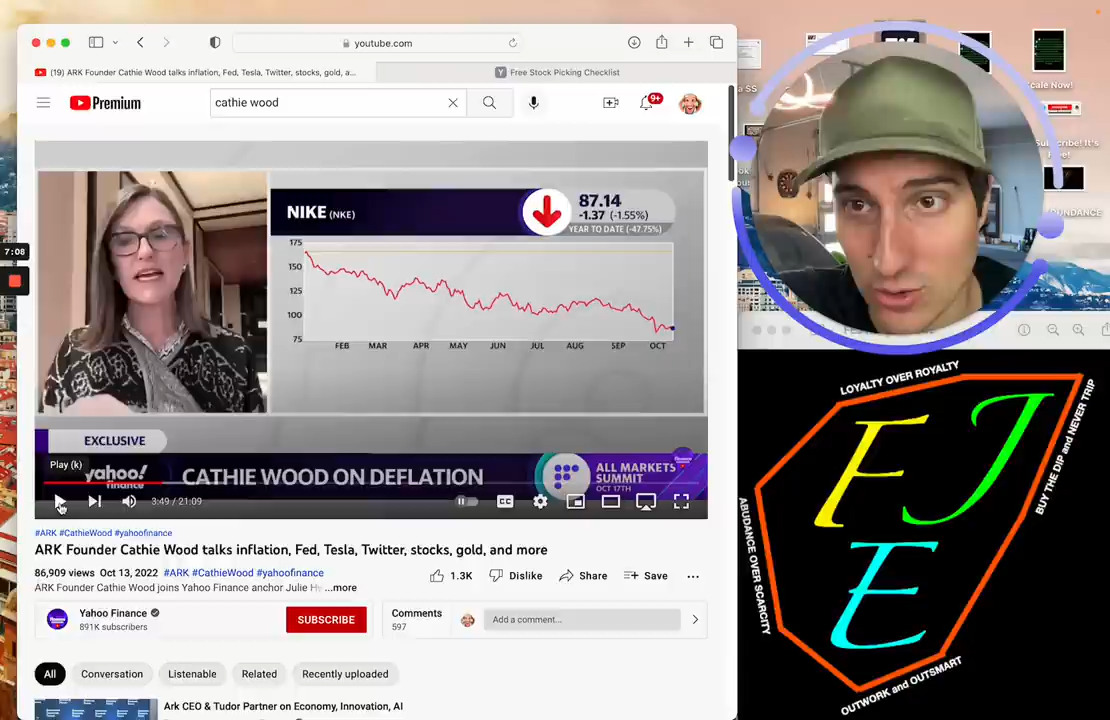 youtube.com
(19) ARK Founder Cathie Wood talks inflation, Fed, Tesla, Twitter, stocks, gold, a...
Y Free Stock Picking Checklist
Premium
cathie wood
9+
NIKE (NKE)
87.14
-1.37 (-1.55%)
YEAR TO DATE (-47.75%)
175
150
125
100
75
FEB MAR APR MAY JUN JUL AUG SEP OCT
7:08
EXCLUSIVE
Play (k)
yahoo!
finance
CATHIE WOOD ON DEFLATION
ALL MARKETS
SUMMIT
OCT 17TH
3:49 / 21:09
CC
#ARK #CathieWood #yahoofinance
ARK Founder Cathie Wood talks inflation, Fed, Tesla, Twitter, stocks, gold, and more
86,909 views Oct 13, 2022 #ARK #CathieWood #yahoofinance
1.3K Dislike Share Save
ARK Founder Cathie Wood joins Yahoo Finance anchor Julie Hy ...more
Yahoo Finance
891K subscribers
SUBSCRIBE
Comments
597
Add a comment...
All Conversation Listenable Related Recently uploaded
Ark CEO & Tudor Partner on Economy, Innovation, AI
a SS
cale Now!
Subscribe! It's
UNDANCE
LOYALTY OVER ROYALTY
BUY THE DIP and NEVER TRIP
F J
E
ABUDANCE OVER SCARCITY
OUTWORK and OUTSMART